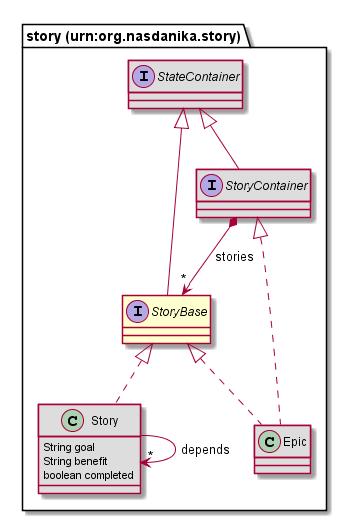 story (urn:org.nasdanika.story)
I StateContainer
I StoryContainer
stories
*
I StoryBase
C Story
String goal
String benefit
boolean completed
*
depends
C Epic